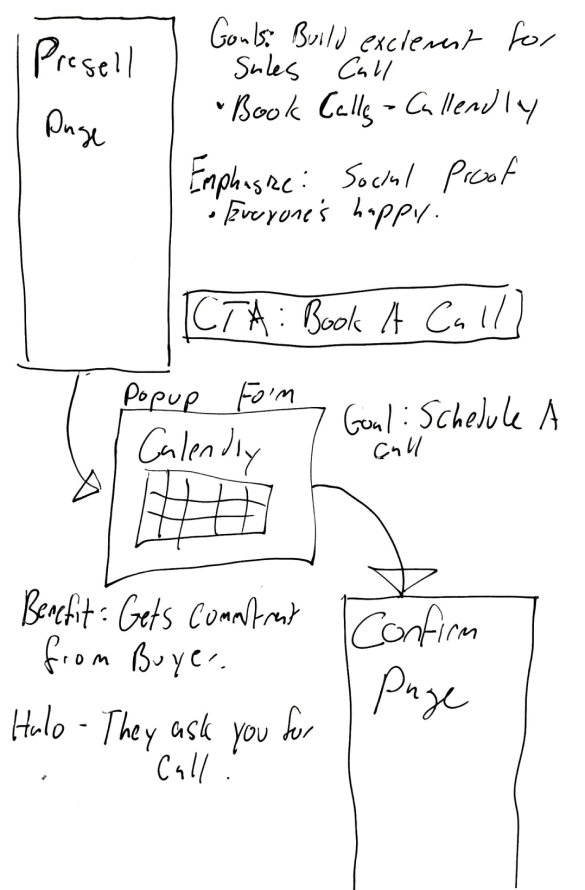 Presell
Page
Goals: Build excitement for
Sales Call
• Book Calls - Callendly
Emphasize: Social Proof
• Everyone's happy.
CTA: Book A Call
Popup Form
Calendly
Goal: Schedule A
Call
Benefit: Gets Commitment
from Buyer.
Halo - They ask you for
Call.
Confirm
Page